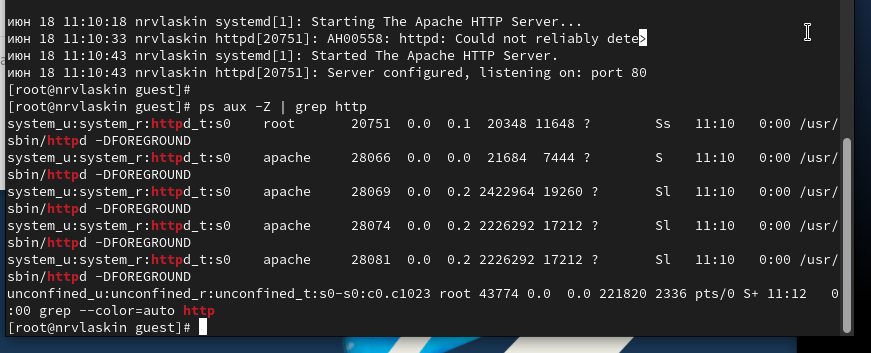 июн 18 11:10:18 nrvlaskin systemd[1]: Starting The Apache HTTP Server...
июн 18 11:10:33 nrvlaskin httpd[20751]: AH00558: httpd: Could not reliably dete>
июн 18 11:10:43 nrvlaskin systemd[1]: Started The Apache HTTP Server.
июн 18 11:10:43 nrvlaskin httpd[20751]: Server configured, listening on: port 80
[root@nrvlaskin guest]#
[root@nrvlaskin guest]# ps aux -Z | grep http
system_u:system_r:httpd_t:s0    root       20751  0.0  0.1  20348 11648 ?        Ss   11:10   0:00 /usr/
sbin/httpd -DFOREGROUND
system_u:system_r:httpd_t:s0    apache     28066  0.0  0.0  21684  7444 ?        S    11:10   0:00 /usr/
sbin/httpd -DFOREGROUND
system_u:system_r:httpd_t:s0    apache     28069  0.0  0.2 2422964 19260 ?       Sl   11:10   0:00 /usr/
sbin/httpd -DFOREGROUND
system_u:system_r:httpd_t:s0    apache     28074  0.0  0.2 2226292 17212 ?       Sl   11:10   0:00 /usr/
sbin/httpd -DFOREGROUND
system_u:system_r:httpd_t:s0    apache     28081  0.0  0.2 2226292 17212 ?       Sl   11:10   0:00 /usr/
sbin/httpd -DFOREGROUND
unconfined_u:unconfined_r:unconfined_t:s0-s0:c0.c1023 root 43774 0.0  0.0 221820 2336 pts/0 S+ 11:12   0
:00 grep --color=auto http
[root@nrvlaskin guest]#